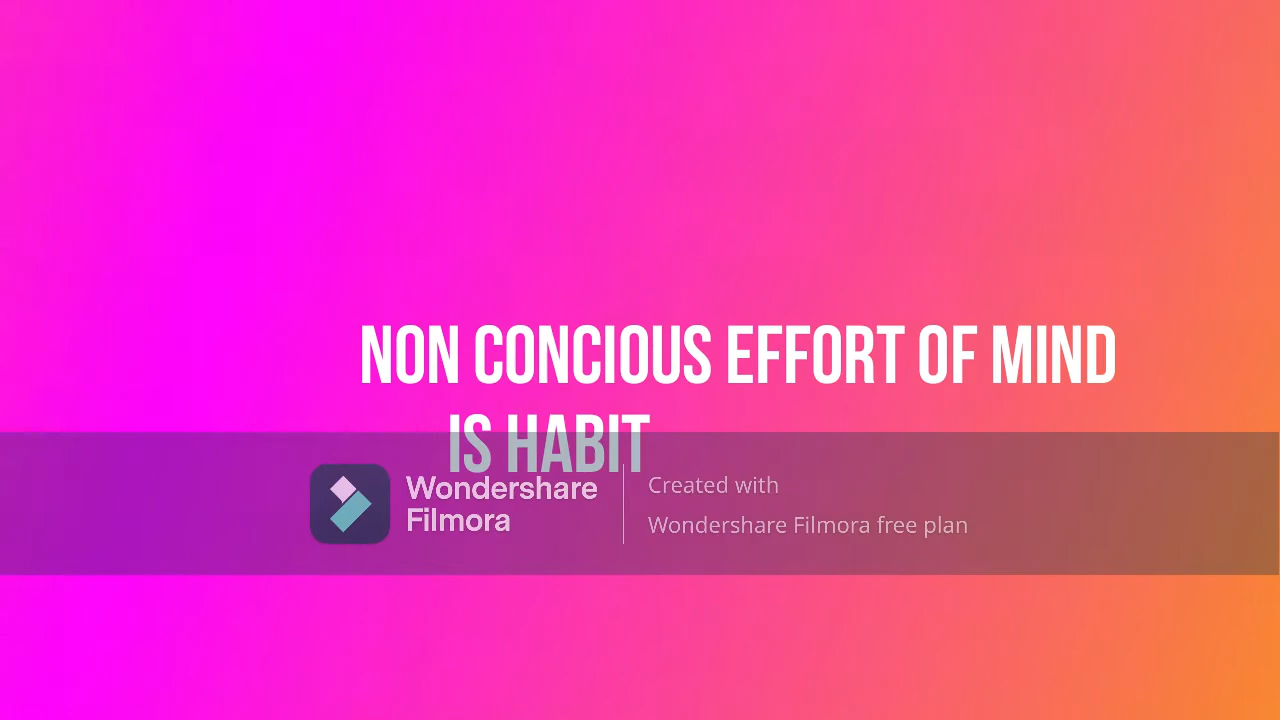 NON CONCIOUS EFFORT OF MIND
IS HABIT
Wondershare
Filmora
Created with
Wondershare Filmora free plan